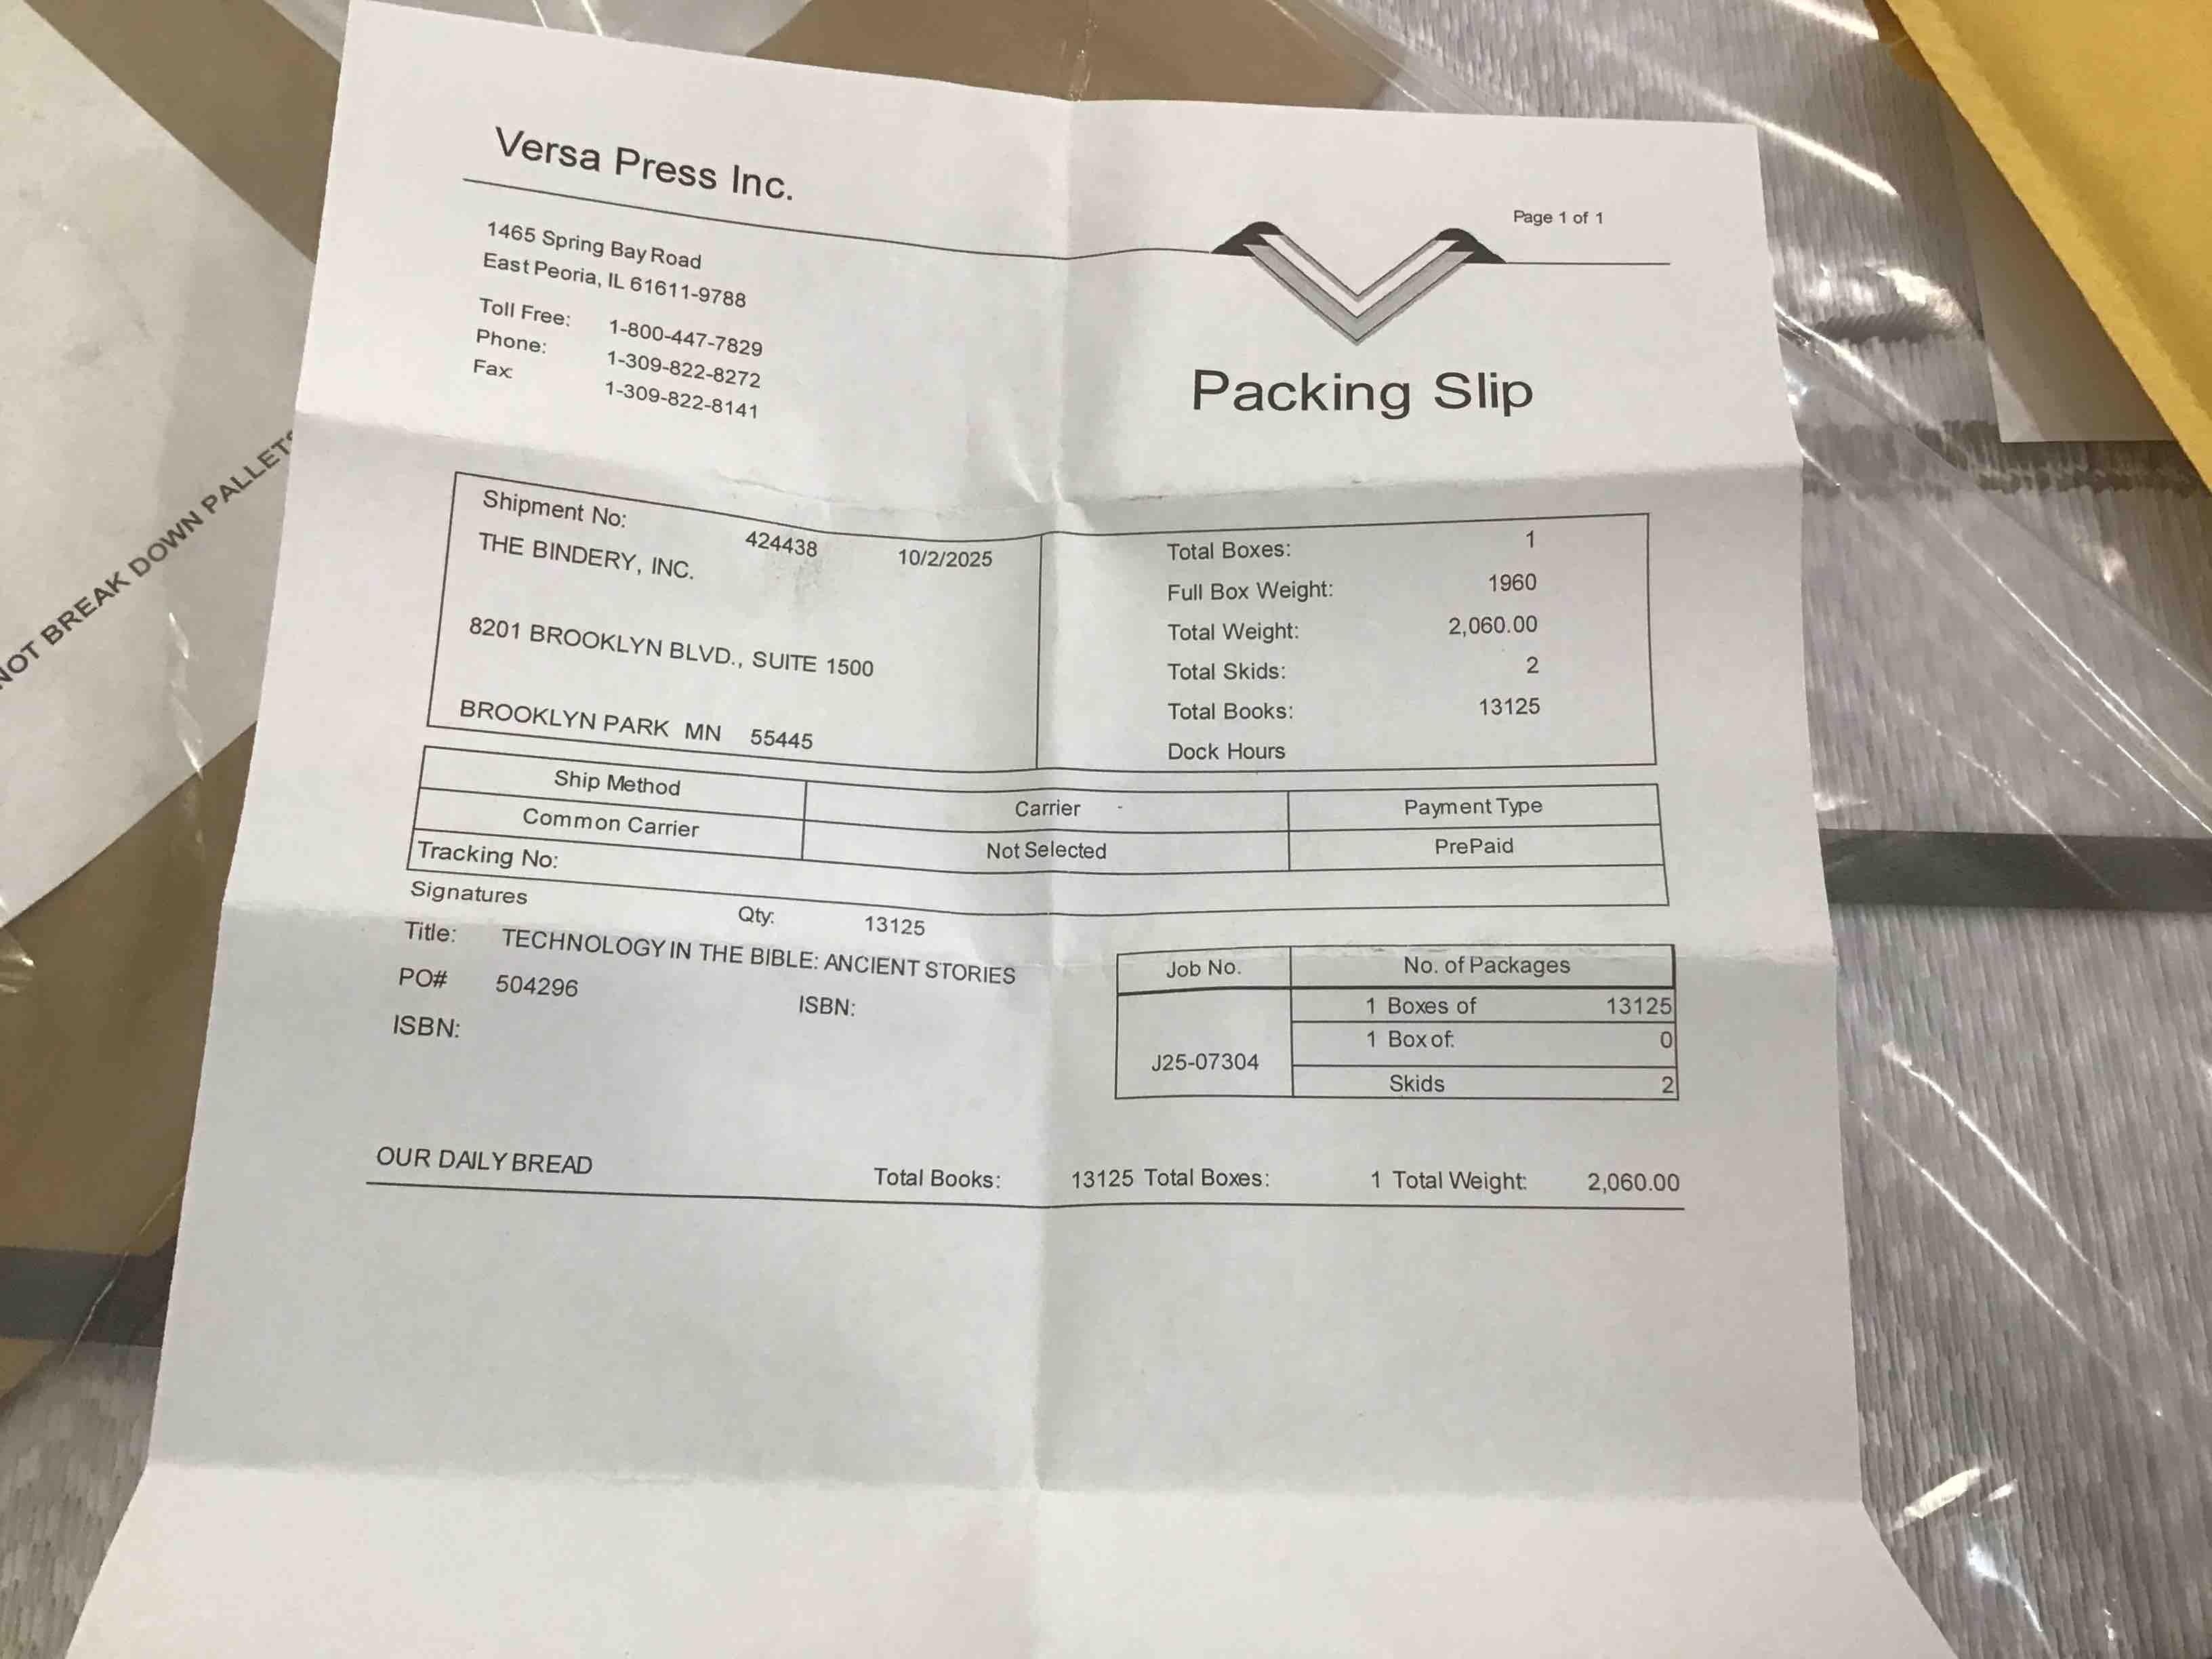 Versa Press Inc.
Page 1 of 1
1465 Spring Bay Road
East Peoria, IL 61611-9788
Toll Free: 1-800-447-7829
Phone: 1-309-822-8272
Fax: 1-309-822-8141
Packing Slip
Shipment No: 424438 10/2/2025
THE BINDERY, INC.
8201 BROOKLYN BLVD., SUITE 1500
BROOKLYN PARK MN 55445
Total Boxes: 1
Full Box Weight: 1960
Total Weight: 2,060.00
Total Skids: 2
Total Books: 13125
Dock Hours
Ship Method Carrier Payment Type
Common Carrier Not Selected PrePaid
Tracking No:
Signatures Qty: 13125
Title: TECHNOLOGY IN THE BIBLE: ANCIENT STORIES
PO# 504296 ISBN:
ISBN:
Job No. No. of Packages
1 Boxes of 13125
1 Box of: 0
J25-07304
Skids 2
OUR DAILY BREAD Total Books: 13125 Total Boxes: 1 Total Weight: 2,060.00
NOT BREAK DOWN PALLETS